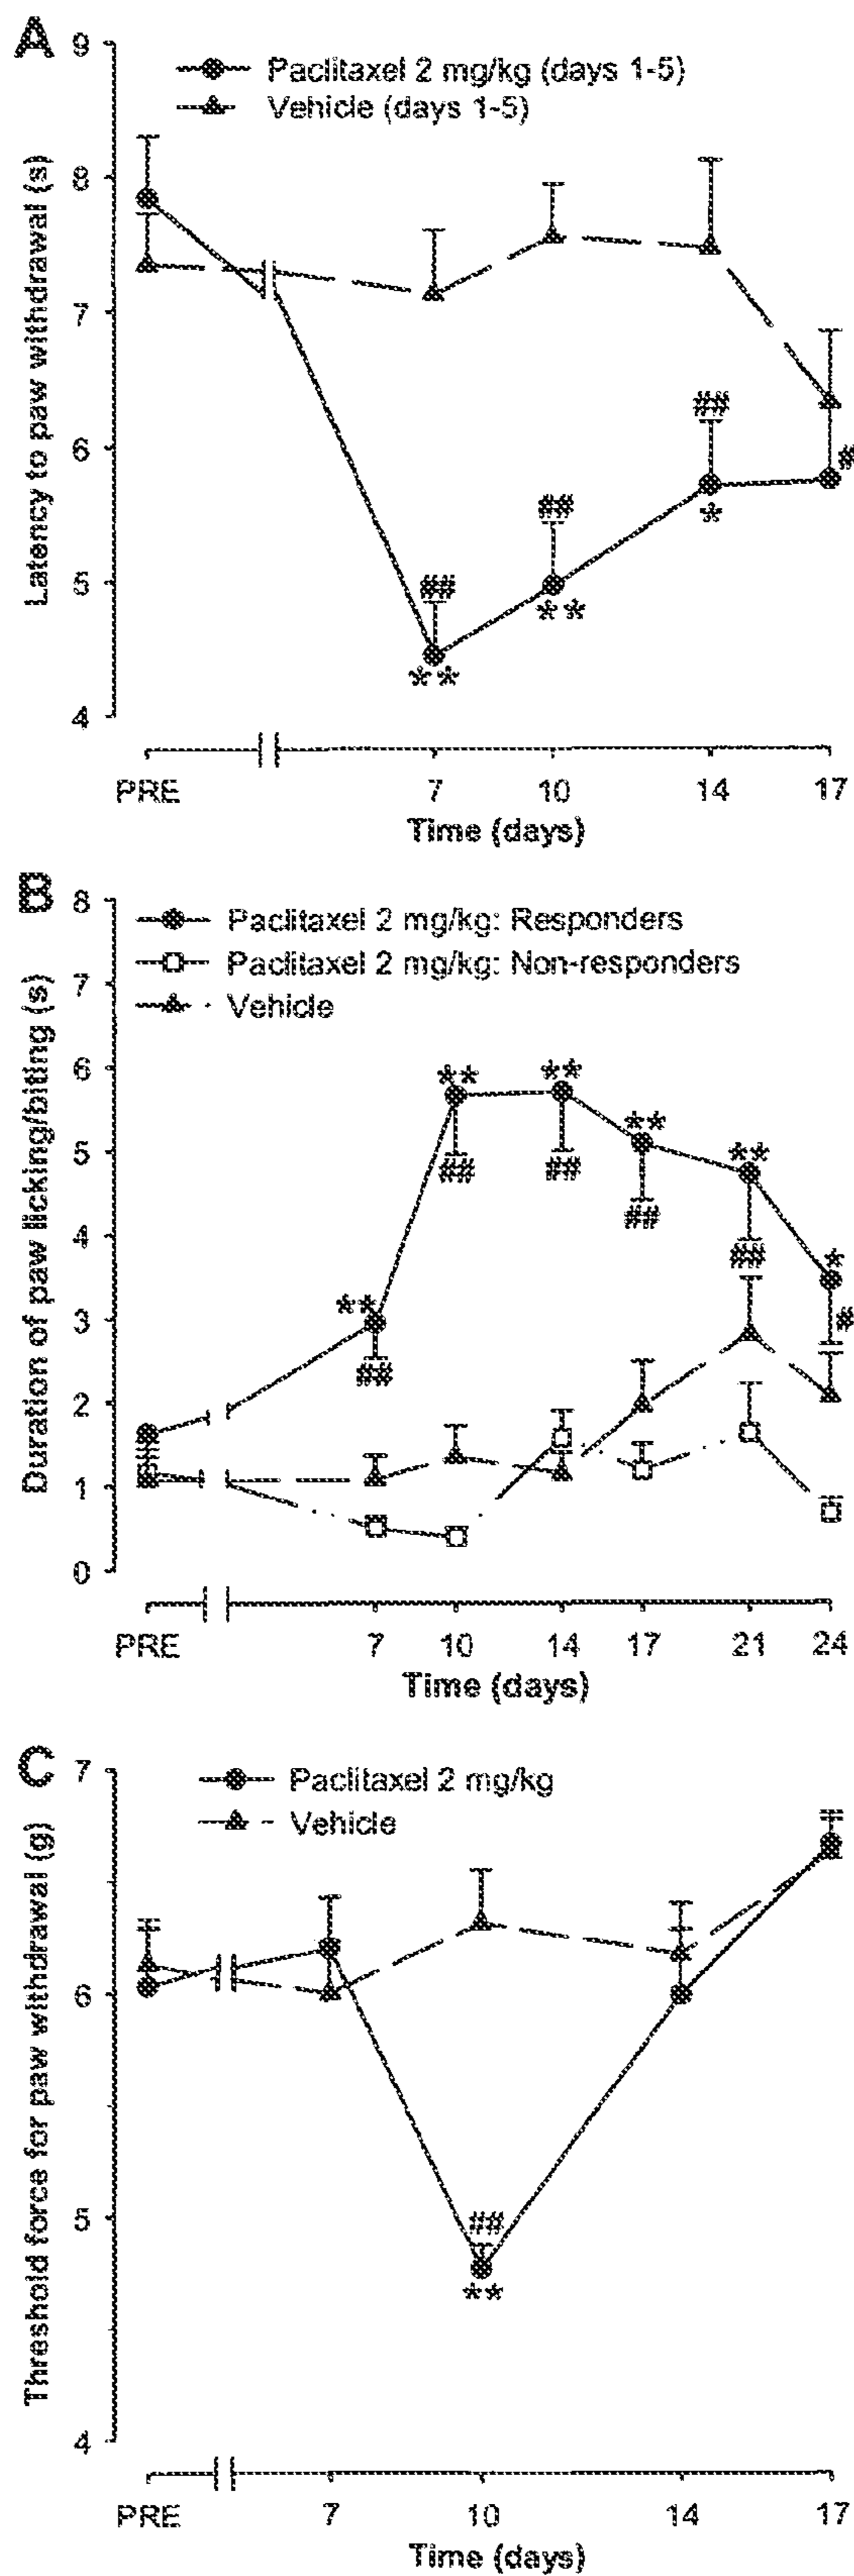 A
9
Paclitaxel 2 mg/kg (days 1-5)
Vehicle (days 1-5)
8
7
6
5
4
Latency to paw withdrawal (s)
##
##
##
#
**
**
*
PRE 7 10 14 17
Time (days)
B
8
Paclitaxel 2 mg/kg: Responders
Paclitaxel 2 mg/kg: Non-responders
Vehicle
7
6
5
4
3
2
1
0
Duration of paw licking/biting (s)
** ** ** ** ** *
## ## ## ## ## #
PRE 7 10 14 17 21 24
Time (days)
C
7
Paclitaxel 2 mg/kg
Vehicle
6
5
4
Threshold force for paw withdrawal (g)
##
**
PRE 7 10 14 17
Time (days)